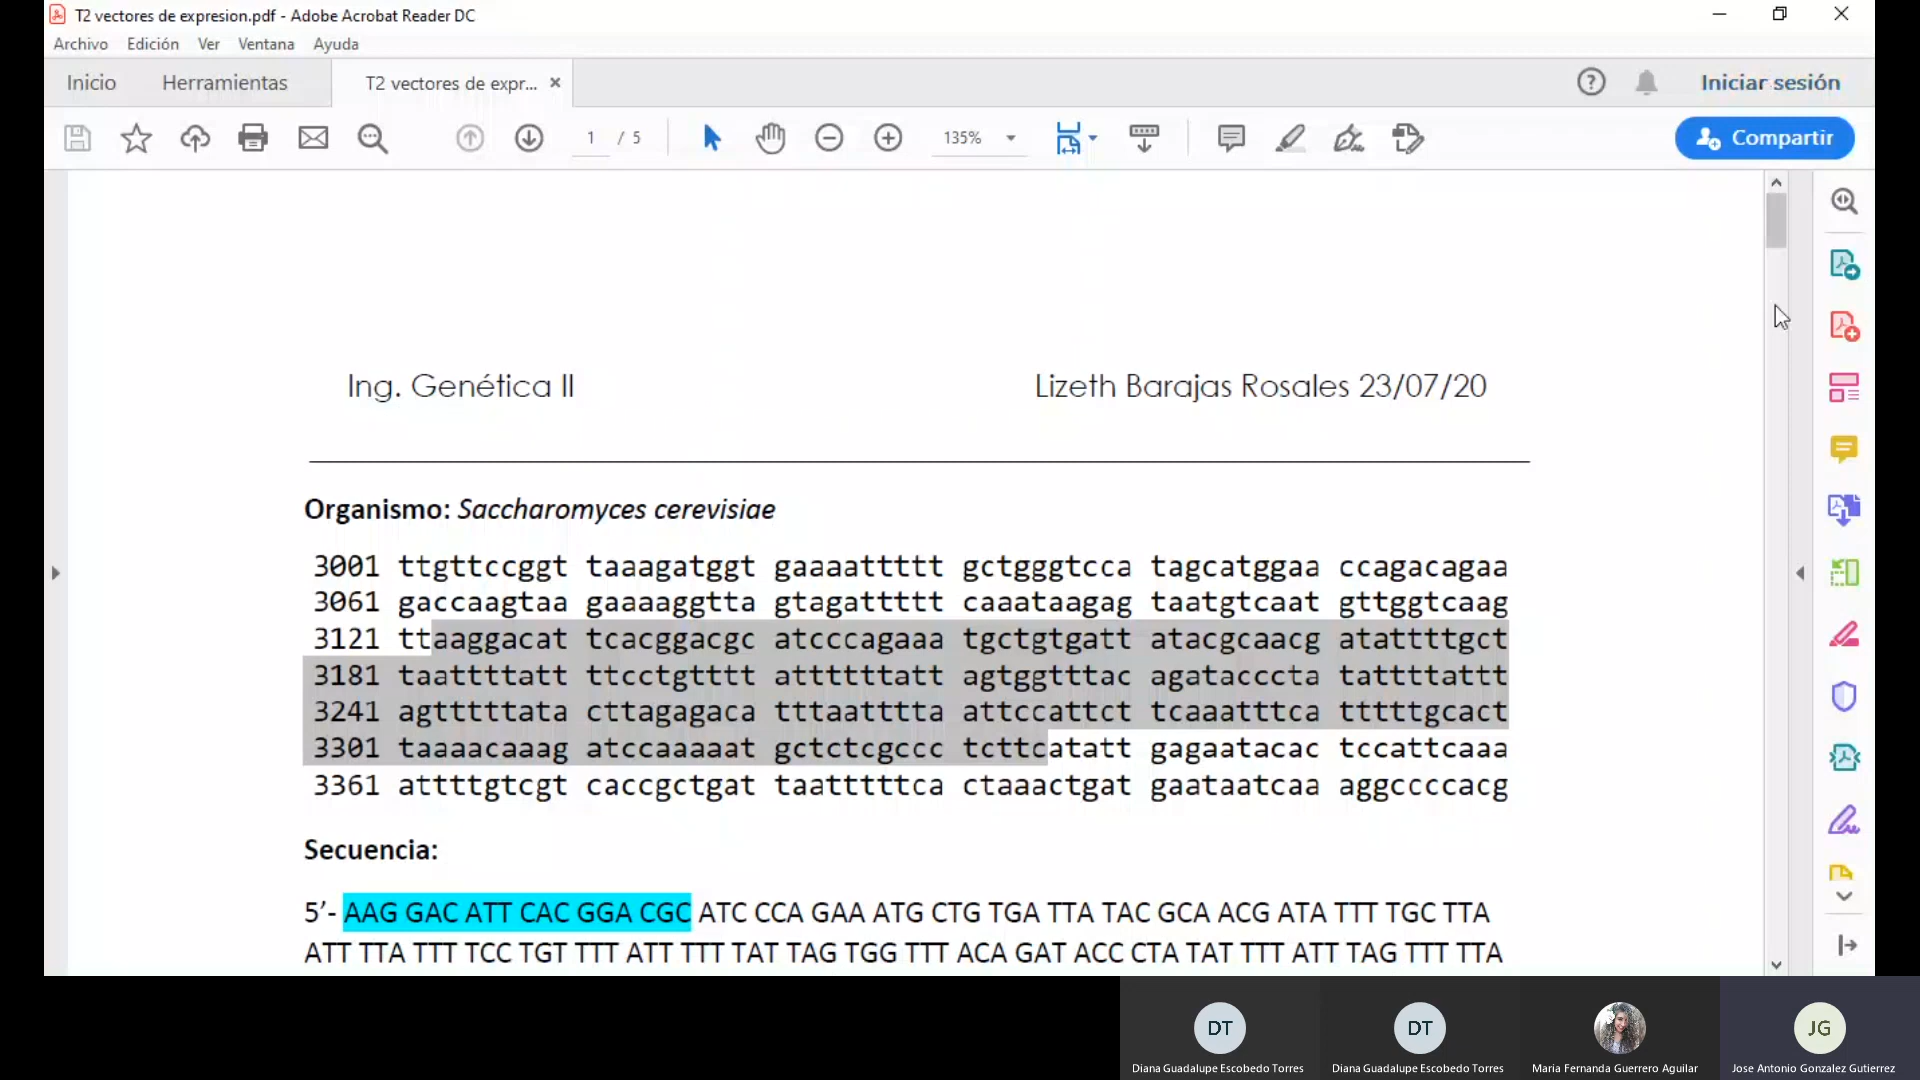 T2 vectores de expresion.pdf - Adobe Acrobat Reader DC
Archivo Edición Ver Ventana Ayuda
Inicio Herramientas T2 vectores de expr... × Iniciar sesión
1 / 5 135% Compartir
Ing. Genética II Lizeth Barajas Rosales 23/07/20
Organismo: Saccharomyces cerevisiae
3001 ttgttccggt taaagatggt gaaaattttt gctgggtcca tagcatggaa ccagacagaa
3061 gaccaagtaa gaaaaggtta gtagattttt caaataagag taatgtcaat gttggtcaag
3121 ttaaggacat tcacggacgc atcccagaaa tgctgtgatt atacgcaacg atattttgct
3181 taattttatt ttcctgtttt attttttatt agtggtttac agatacccta tattttattt
3241 agtttttata cttagagaca tttaatttta attccattct tcaaatttca tttttgcact
3301 taaaacaaag atccaaaaat gctctcgccc tcttcatatt gagaatacac tccattcaaa
3361 attttgtcgt caccgctgat taatttttca ctaaactgat gaataatcaa aggccccacg
Secuencia:
5’- AAG GAC ATT CAC GGA CGC ATC CCA GAA ATG CTG TGA TTA TAC GCA ACG ATA TTT TGC TTA
ATT TTA TTT TCC TGT TTT ATT TTT TAT TAG TGG TTT ACA GAT ACC CTA TAT TTT ATT TAG TTT TTA
DT DT JG
Diana Guadalupe Escobedo Torres Diana Guadalupe Escobedo Torres Maria Fernanda Guerrero Aguilar Jose Antonio Gonzalez Gutierrez